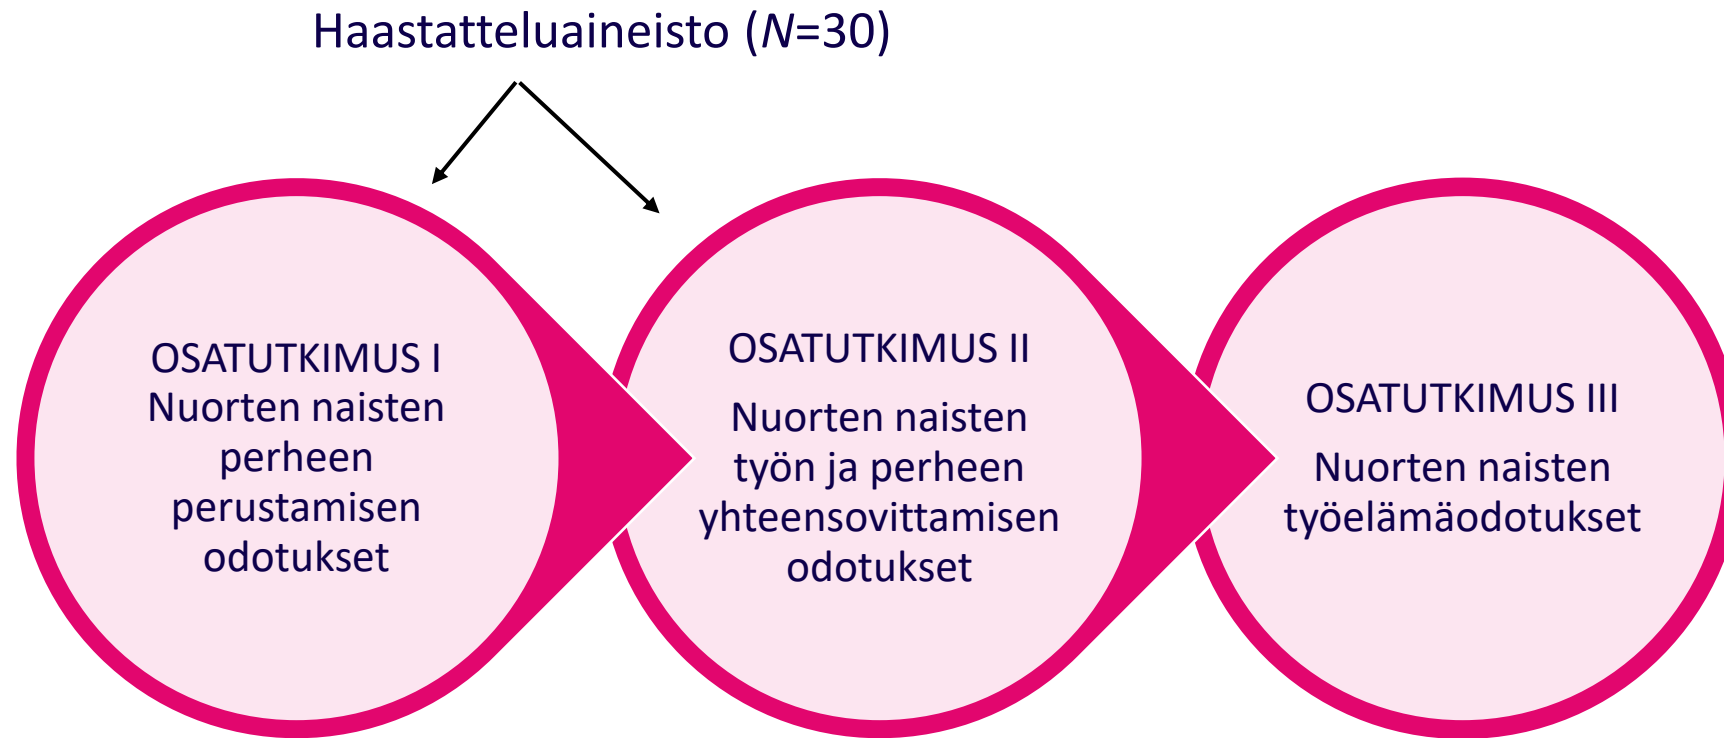 Haastatteluaineisto (N=30)
OSATUTKIMUS I
Nuorten naisten
perheen
perustamisen
odotukset
OSATUTKIMUS II
Nuorten naisten
työn ja perheen
yhteensovittamisen
odotukset
OSATUTKIMUS III
Nuorten naisten
työelämäodotukset